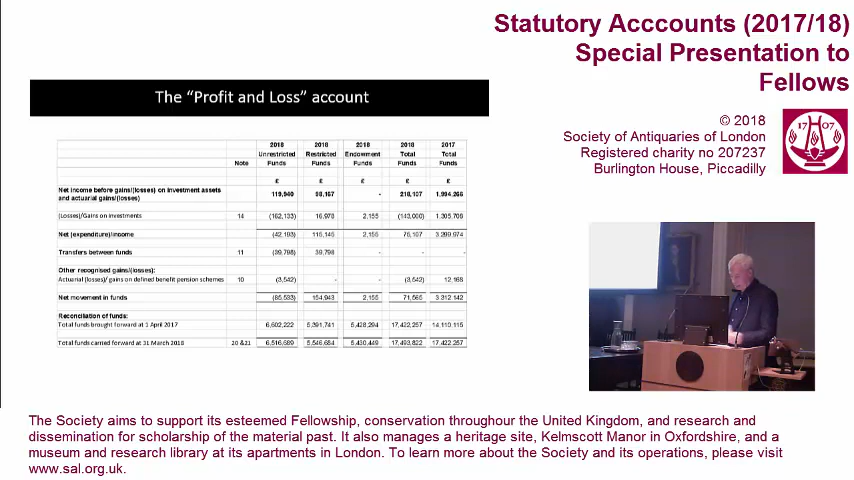 Statutory Acccounts (2017/18)
Special Presentation to
Fellows
© 2018
Society of Antiquaries of London
Registered charity no 207237
Burlington House, Piccadilly
17 07
The “Profit and Loss” account
2018 2018 2018 2018 2017
Unrestricted Restricted Endowment Total Total
Note Funds Funds Funds Funds Funds
£ £ £ £ £
Net income before gains/(losses) on investment assets
and actuarial gains/(losses) 119,940 98,167 - 218,107 1,994,266
(Losses)/Gains on investments 14 (162,133) 16,978 2,155 (143,000) 1,305,708
Net (expenditure)/income (42,193) 115,145 2,155 75,107 3,299,974
Transfers between funds 11 (39,798) 39,798 - - -
Other recognised gains/(losses):
Actuarial (losses)/ gains on defined benefit pension schemes 10 (3,542) - - (3,542) 12,168
Net movement in funds (85,533) 154,943 2,155 71,565 3,312,142
Reconciliation of funds:
Total funds brought forward at 1 April 2017 6,602,222 5,391,741 5,428,294 17,422,257 14,110,115
Total funds carried forward at 31 March 2018 20 &21 6,516,689 5,546,684 5,430,449 17,493,822 17,422,257
The Society aims to support its esteemed Fellowship, conservation throughour the United Kingdom, and research and
dissemination for scholarship of the material past. It also manages a heritage site, Kelmscott Manor in Oxfordshire, and a
museum and research library at its apartments in London. To learn more about the Society and its operations, please visit
www.sal.org.uk.